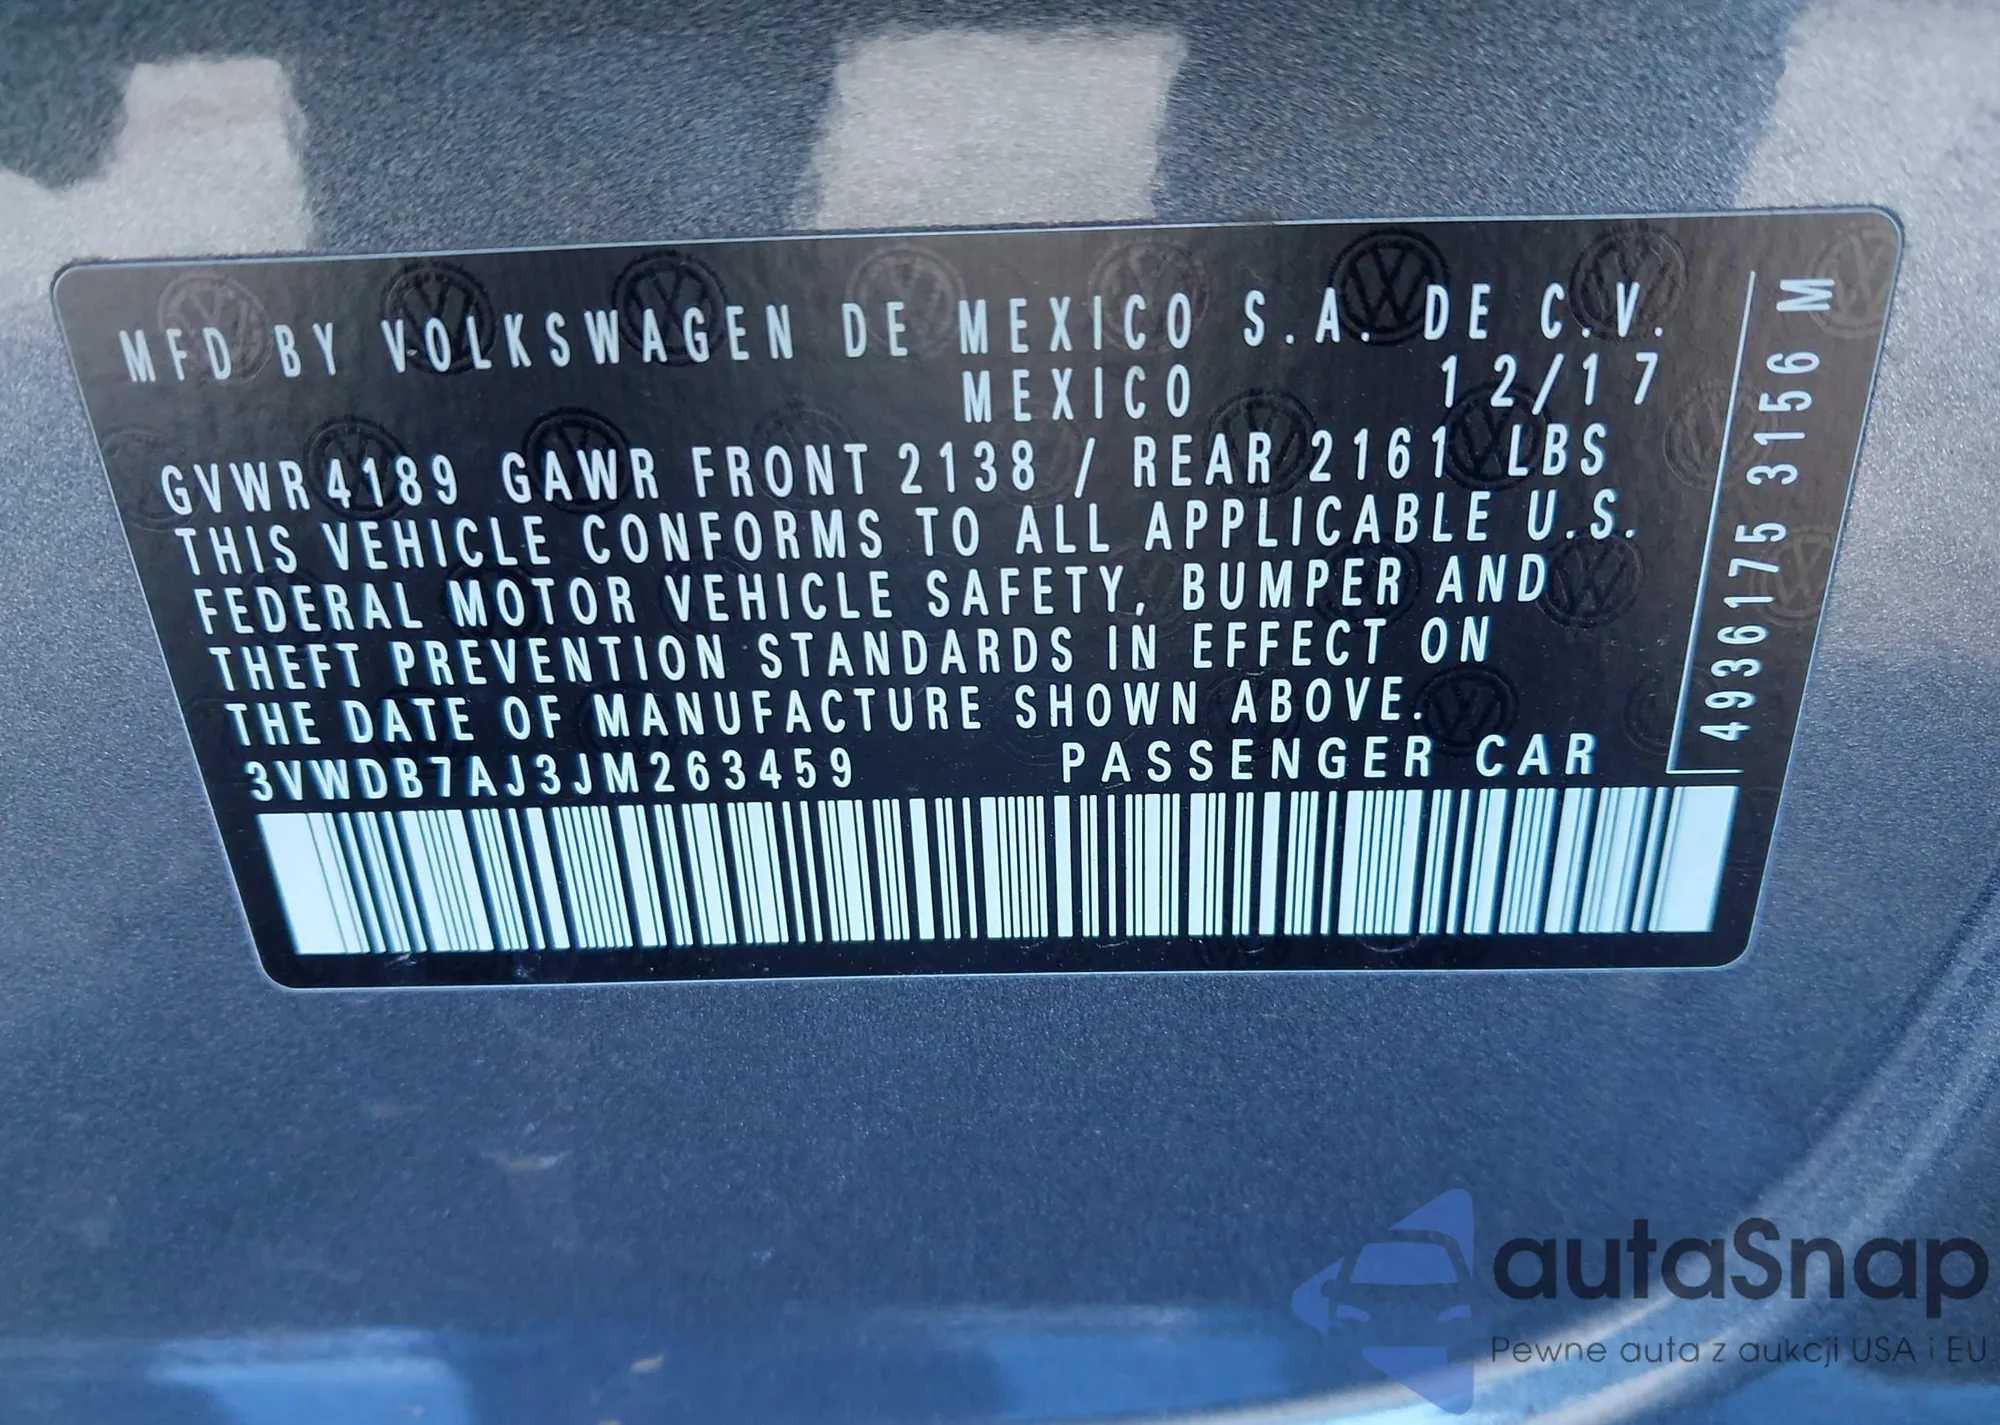 MFD BY VOLKSWAGEN DE MEXICO S.A. DE C.V.
MEXICO 12/17
GVWR 4189 GAWR FRONT 2138 / REAR 2161 LBS
THIS VEHICLE CONFORMS TO ALL APPLICABLE U.S.
FEDERAL MOTOR VEHICLE SAFETY, BUMPER AND
THEFT PREVENTION STANDARDS IN EFFECT ON
THE DATE OF MANUFACTURE SHOWN ABOVE.
3VWDB7AJ3JM263459 PASSENGER CAR
4936175 3156 M
autaSnap
Pewne auta z aukcji USA i EU